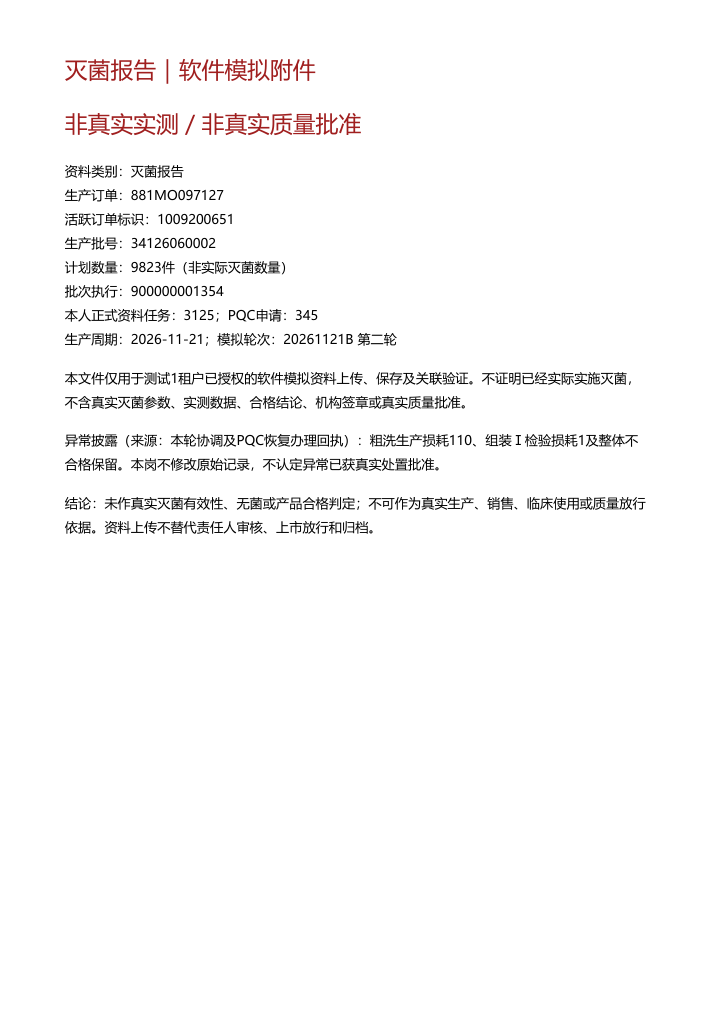 灭菌报告｜软件模拟附件
非真实实测 / 非真实质量批准
资料类别：灭菌报告
生产订单：881MO097127
活跃订单标识：1009200651
生产批号：34126060002
计划数量：9823件（非实际灭菌数量）
批次执行：900000001354
本人正式资料任务：3125；PQC申请：345
生产周期：2026-11-21；模拟轮次：20261121B 第二轮
本文件仅用于测试1租户已授权的软件模拟资料上传、保存及关联验证。不证明已经实际实施灭菌，
不含真实灭菌参数、实测数据、合格结论、机构签章或真实质量批准。
异常披露（来源：本轮协调及PQC恢复办理回执）：粗洗生产损耗110、组装Ⅰ检验损耗1及整体不
合格保留。本岗不修改原始记录，不认定异常已获真实处置批准。
结论：未作真实灭菌有效性、无菌或产品合格判定；不可作为真实生产、销售、临床使用或质量放行
依据。资料上传不替代责任人审核、上市放行和归档。